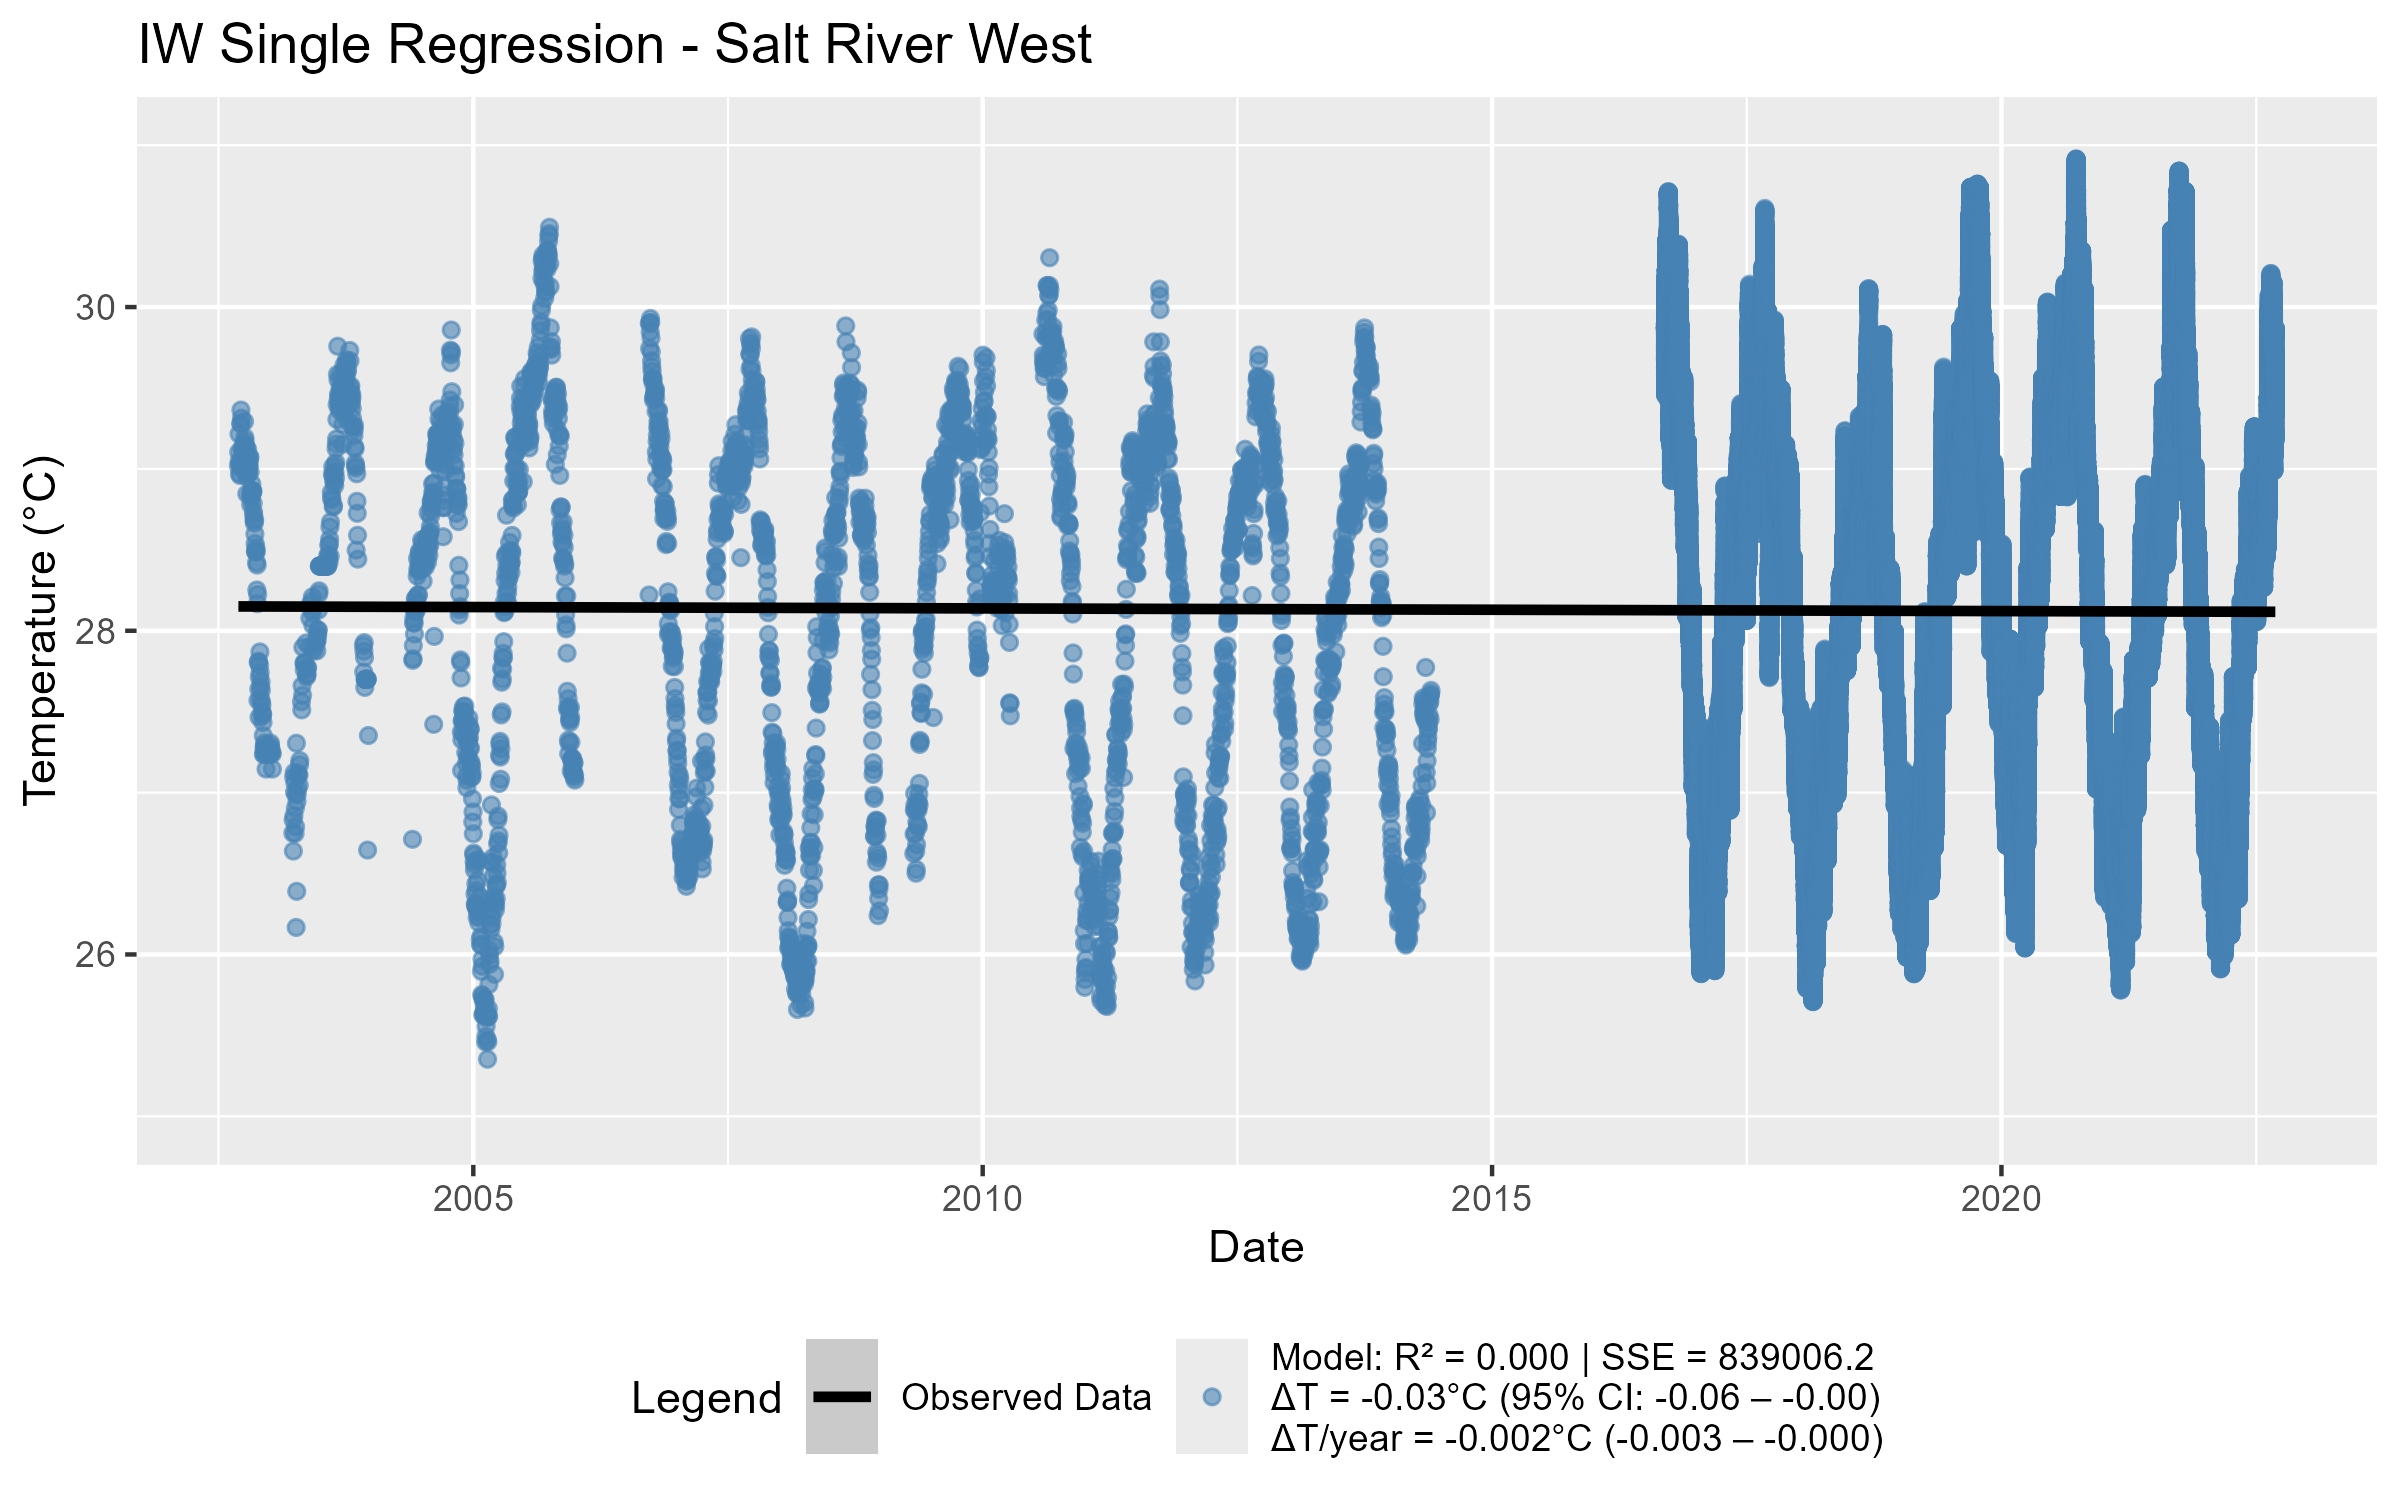 IW Single Regression - Salt River West
Temperature (°C)
30
28
26
2005
2010
2015
2020
Date
Legend
Observed Data
Model: R² = 0.000 | SSE = 839006.2
ΔT = -0.03°C (95% CI: -0.06 – -0.00)
ΔT/year = -0.002°C (-0.003 – -0.000)